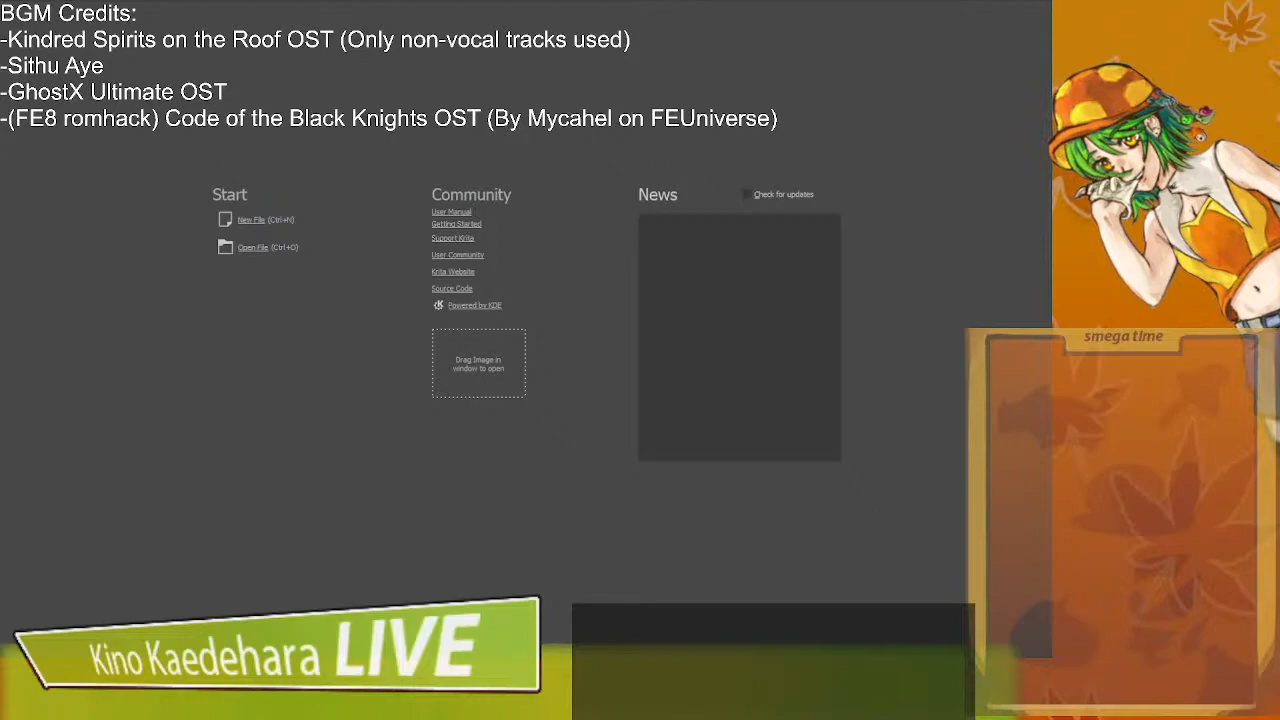 BGM Credits:
-Kindred Spirits on the Roof OST (Only non-vocal tracks used)
-Sithu Aye
-GhostX Ultimate OST
-(FE8 romhack) Code of the Black Knights OST (By Mycahel on FEUniverse)
Start
New File (Ctrl+N)
Open File (Ctrl+O)
Community
User Manual
Getting Started
Support Krita
User Community
Krita Website
Source Code
Powered by KDE
Drag Image in
window to open
News
Check for updates
smega time
Kino Kaedehara LIVE